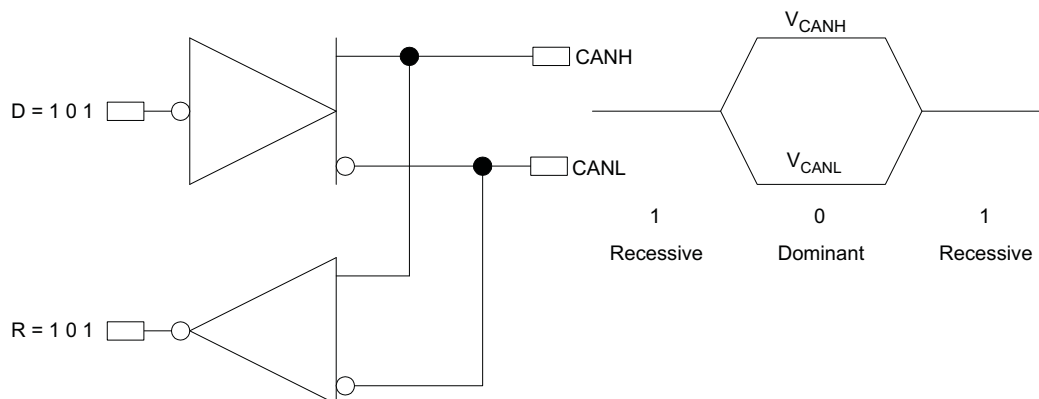 D = 1 0 1
CANH
CANL
R = 1 0 1
VCANH
VCANL
1 0 1
Recessive Dominant Recessive